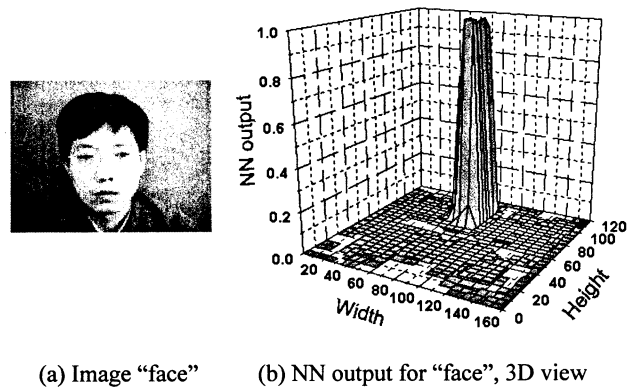 1.0
0.8
0.6
0.4
0.2
0.0
NN output
20 40 60 80 100 120 140 160
Width
0 20 40 60 80 100 120
Height
(a) Image “face”
(b) NN output for “face”, 3D view